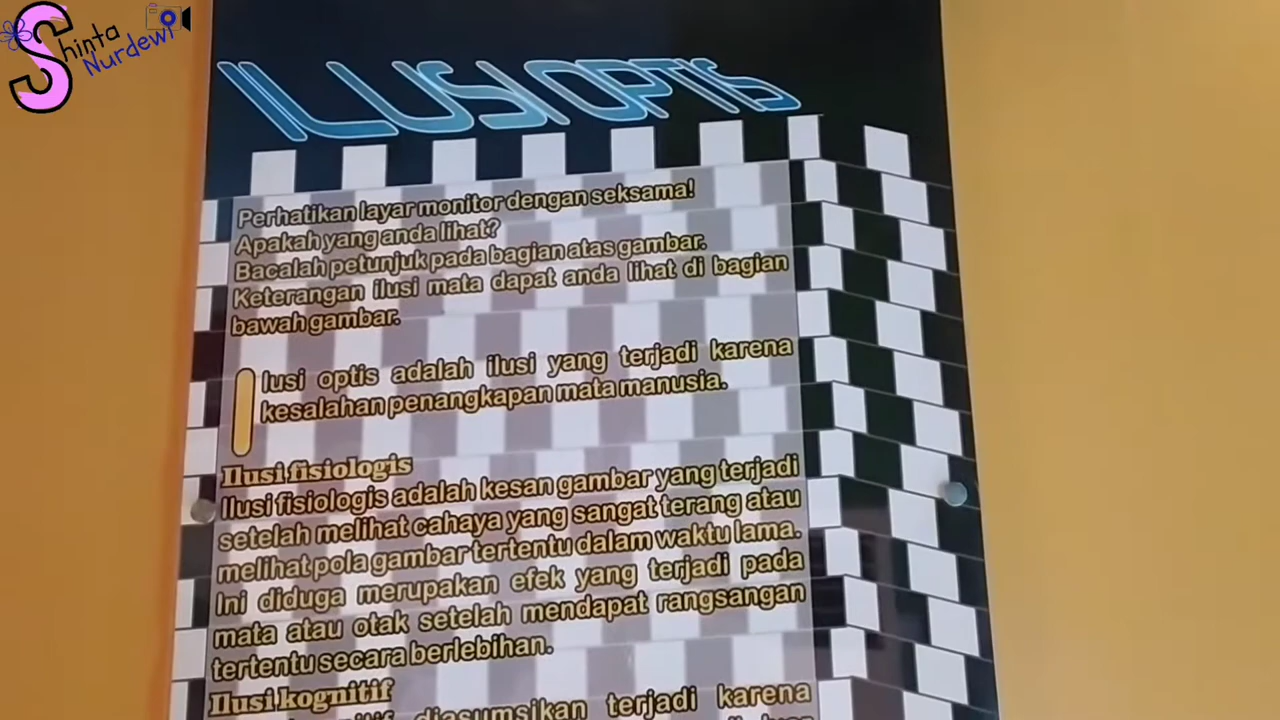 Shinta
Nurdewi
ILUSI OPTIS
Perhatikan layar monitor dengan seksama!
Apakah yang anda lihat?
Bacalah petunjuk pada bagian atas gambar.
Keterangan ilusi mata dapat anda lihat di bagian
bawah gambar.
Ilusi optis adalah ilusi yang terjadi karena
kesalahan penangkapan mata manusia.
Ilusi fisiologis
Ilusi fisiologis adalah kesan gambar yang terjadi
setelah melihat cahaya yang sangat terang atau
melihat pola gambar tertentu dalam waktu lama.
Ini diduga merupakan efek yang terjadi pada
mata atau otak setelah mendapat rangsangan
tertentu secara berlebihan.
Ilusi kognitif
diasumsikan terjadi karena